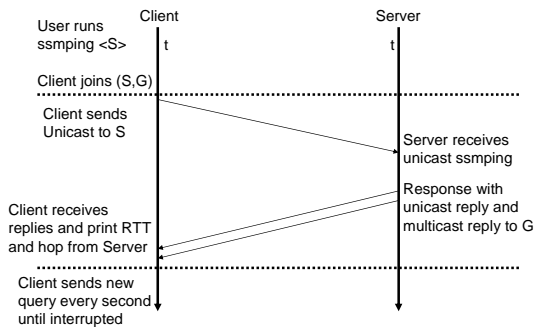 Client
Server
User runs
ssmping <S>
t
t
Client joins (S,G)
Client sends
Unicast to S
Server receives
unicast ssmping
Response with
unicast reply and
multicast reply to G
Client receives
replies and print RTT
and hop from Server
Client sends new
query every second
until interrupted